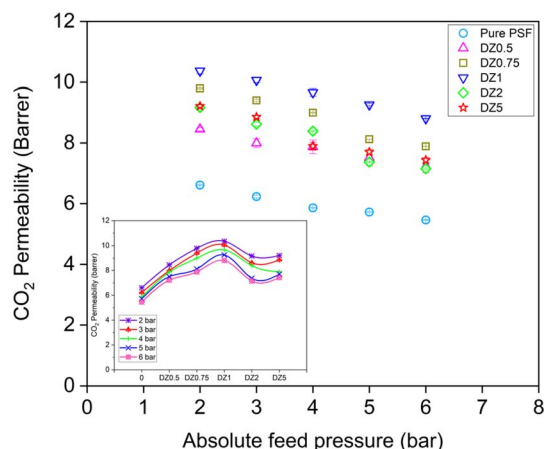 12
10
8
6
4
2
0
CO2 Permeability (Barrer)
Pure PSF
DZ0.5
DZ0.75
DZ1
DZ2
DZ5
12
10
8
6
4
2
0
CO2 Permeability (barrer)
2 bar
3 bar
4 bar
5 bar
6 bar
0 DZ0.5 DZ0.75 DZ1 DZ2 DZ5
0 1 2 3 4 5 6 7 8
Absolute feed pressure (bar)